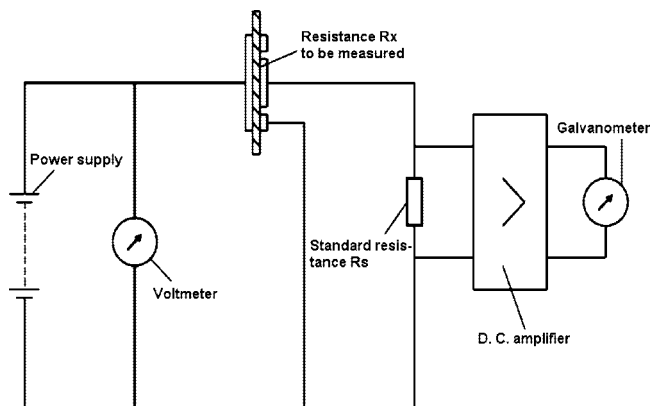 Resistance Rx
to be measured
Galvanometer
Power supply
Standard resis-
tance Rs
Voltmeter
D. C. amplifier